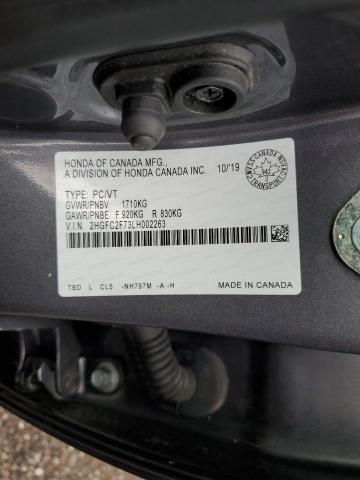 HONDA OF CANADA MFG.,
A DIVISION OF HONDA CANADA INC. 10/19
TYPE: PC/VT
GVWR/PNBV 1710KG
GAWR/PNBE F 920KG R 830KG
V.I.N. 2HGFC2F73LH002263
TBD L CL5 -NH797M -A -H
MADE IN CANADA
CANADA TRANSPORT